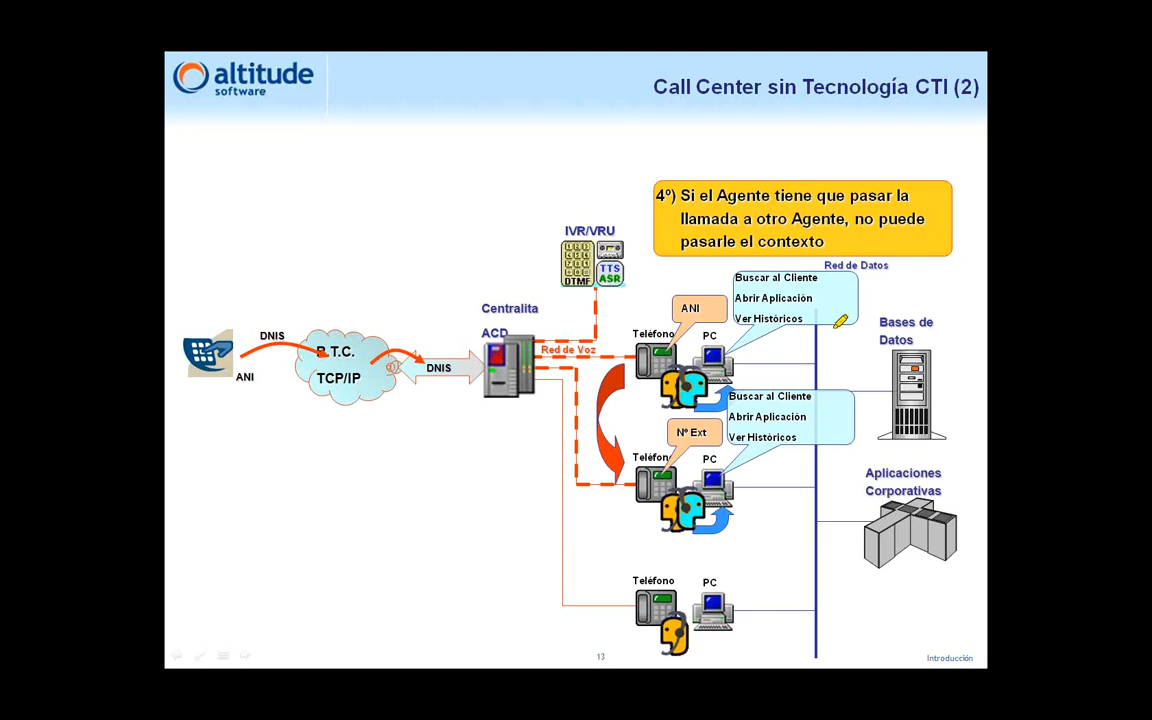 altitude
software
Call Center sin Tecnología CTI (2)
4º) Si el Agente tiene que pasar la
llamada a otro Agente, no puede
pasarle el contexto
IVR/VRU
TTS
ASR
DTMF
Red de Datos
Buscar al Cliente
Abrir Aplicación
Ver Históricos
Centralita
ACD
ANI
Bases de
Datos
Teléfono
PC
DNIS
Red de Voz
P.T.C.
TCP/IP
DNIS
ANI
Buscar al Cliente
Abrir Aplicación
Ver Históricos
Nº Ext
Teléfono
PC
Aplicaciones
Corporativas
Teléfono
PC
13
Introducción